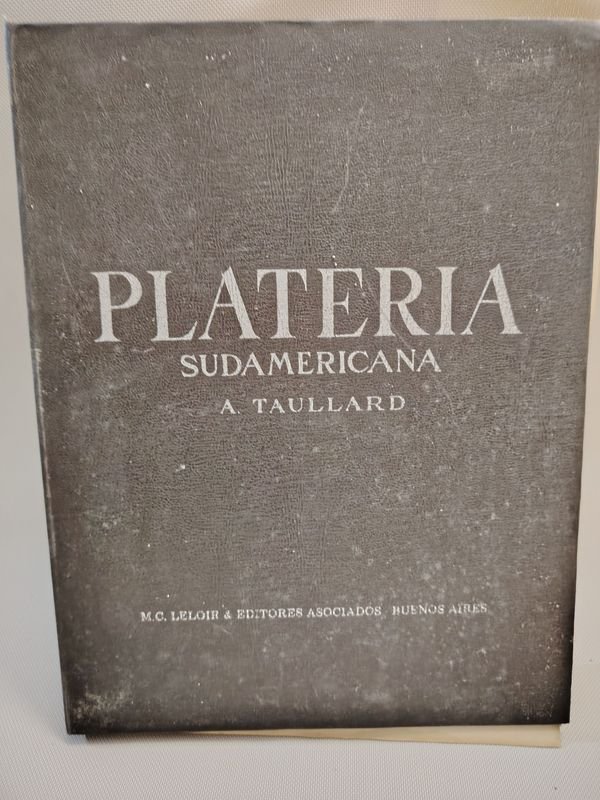 PLATERIA
SUDAMERICANA
A. TAULLARD
M.C. LELOIR & EDITORES ASOCIADOS BUENOS AIRES